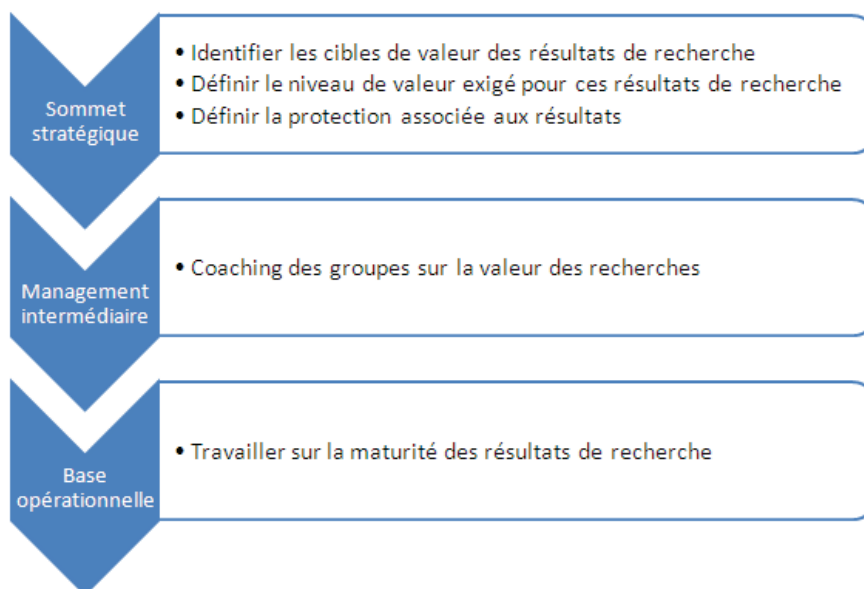 Sommet
stratégique
• Identifier les cibles de valeur des résultats de recherche
• Définir le niveau de valeur exigé pour ces résultats de recherche
• Définir la protection associée aux résultats
Management
intermédiaire
• Coaching des groupes sur la valeur des recherches
Base
opérationnelle
• Travailler sur la maturité des résultats de recherche